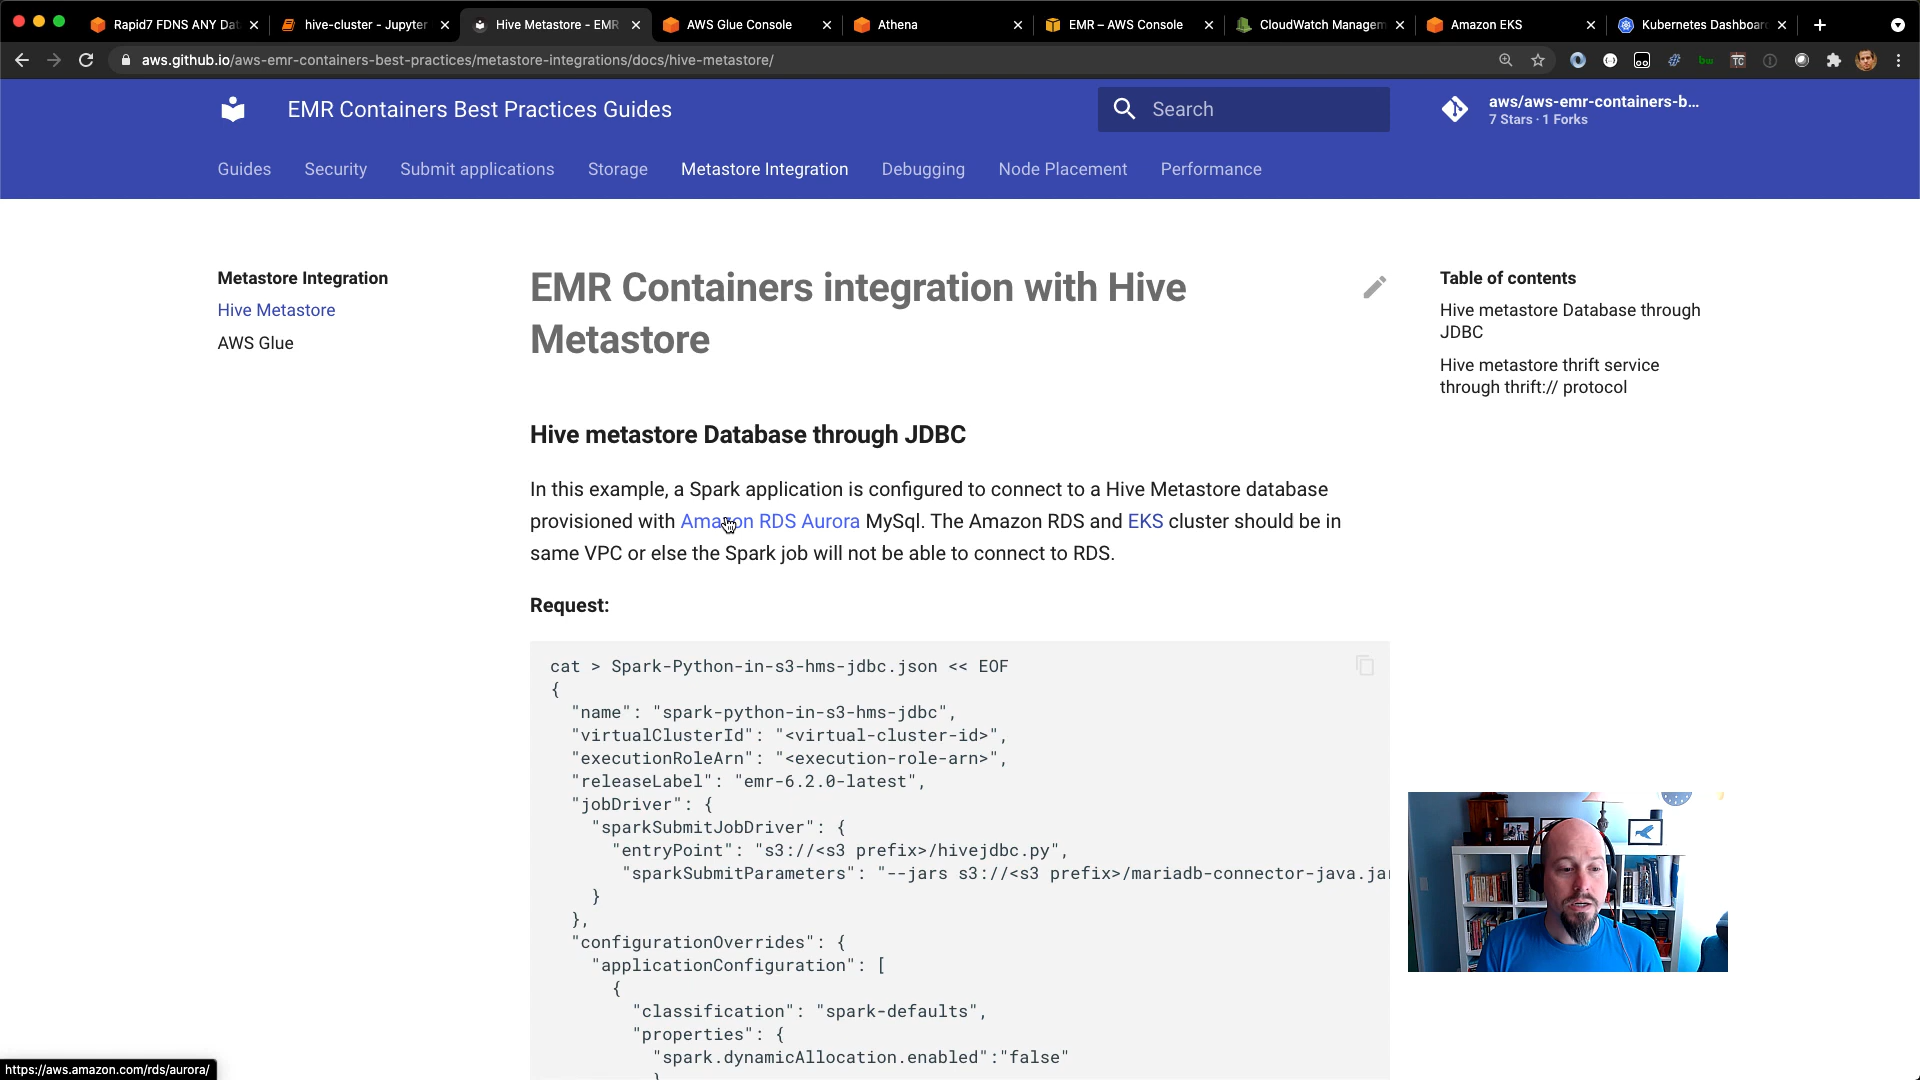 Rapid7 FDNS ANY Dat
hive-cluster - Jupyter
Hive Metastore - EMR
AWS Glue Console
Athena
EMR – AWS Console
CloudWatch Managem
Amazon EKS
Kubernetes Dashboar
aws.github.io/aws-emr-containers-best-practices/metastore-integrations/docs/hive-metastore/
EMR Containers Best Practices Guides
Search
aws/aws-emr-containers-b...
7 Stars · 1 Forks
Guides
Security
Submit applications
Storage
Metastore Integration
Debugging
Node Placement
Performance
Metastore Integration
Hive Metastore
AWS Glue
EMR Containers integration with Hive
Metastore
Table of contents
Hive metastore Database through
JDBC
Hive metastore thrift service
through thrift:// protocol
Hive metastore Database through JDBC
In this example, a Spark application is configured to connect to a Hive Metastore database
provisioned with Amazon RDS Aurora MySql. The Amazon RDS and EKS cluster should be in
same VPC or else the Spark job will not be able to connect to RDS.
Request:
cat > Spark-Python-in-s3-hms-jdbc.json << EOF
{
"name": "spark-python-in-s3-hms-jdbc",
"virtualClusterId": "<virtual-cluster-id>",
"executionRoleArn": "<execution-role-arn>",
"releaseLabel": "emr-6.2.0-latest",
"jobDriver": {
"sparkSubmitJobDriver": {
"entryPoint": "s3://<s3 prefix>/hivejdbc.py",
"sparkSubmitParameters": "--jars s3://<s3 prefix>/mariadb-connector-java.jar
}
},
"configurationOverrides": {
"applicationConfiguration": [
{
"classification": "spark-defaults",
"properties": {
"spark.dynamicAllocation.enabled":"false"
}
https://aws.amazon.com/rds/aurora/